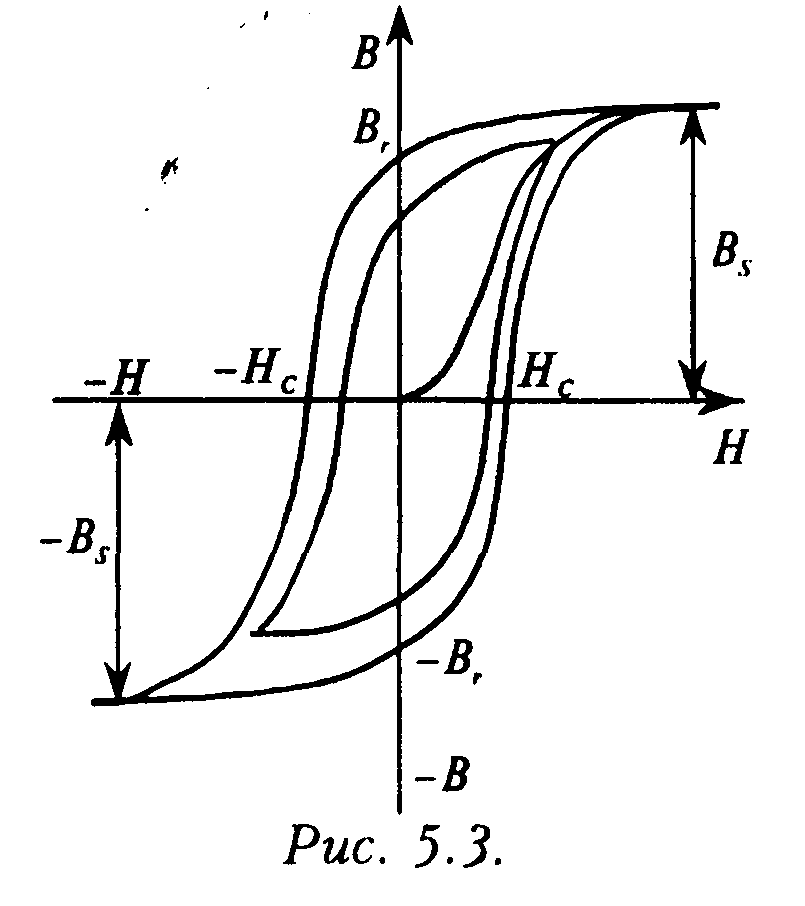 B
B_r
B_s
-H
-H_c
H_c
H
-B_s
-B_r
-B
Рис. 5.3.